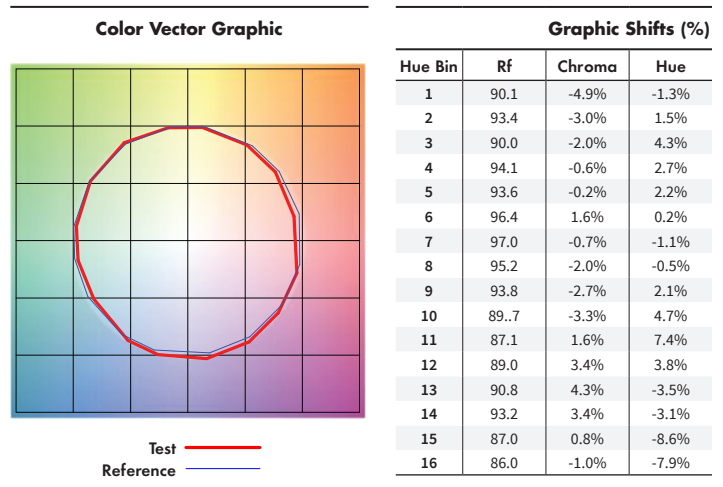 Color Vector Graphic
Test
Reference
Graphic Shifts (%)
Hue Bin Rf Chroma Hue
1 90.1 -4.9% -1.3%
2 93.4 -3.0% 1.5%
3 90.0 -2.0% 4.3%
4 94.1 -0.6% 2.7%
5 93.6 -0.2% 2.2%
6 96.4 1.6% 0.2%
7 97.0 -0.7% -1.1%
8 95.2 -2.0% -0.5%
9 93.8 -2.7% 2.1%
10 89..7 -3.3% 4.7%
11 87.1 1.6% 7.4%
12 89.0 3.4% 3.8%
13 90.8 4.3% -3.5%
14 93.2 3.4% -3.1%
15 87.0 0.8% -8.6%
16 86.0 -1.0% -7.9%